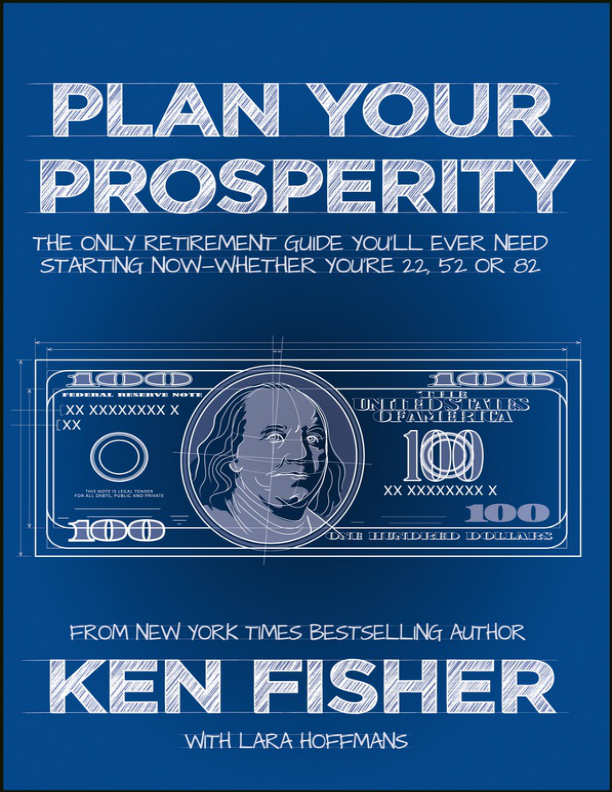 PLAN YOUR
PROSPERITY
THE ONLY RETIREMENT GUIDE YOU'LL EVER NEED
STARTING NOW—WHETHER YOU'RE 22, 52 OR 82
100
100
FEDERAL RESERVE NOTE
THE
UNITED STATES
OF AMERICA
XX XXXXXXXX X
XX
100
THIS NOTE IS LEGAL TENDER
FOR ALL DEBTS, PUBLIC AND PRIVATE
XX XXXXXXXX X
100
100
ONE HUNDRED DOLLARS
FROM NEW YORK TIMES BESTSELLING AUTHOR
KEN FISHER
WITH LARA HOFFMANS